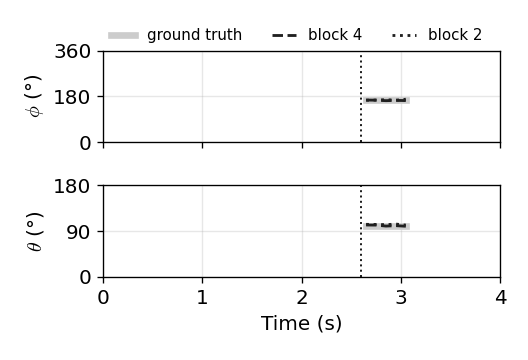 ground truth block 4 block 2
360
ϕ (°) 180
0
180
θ (°) 90
0
0 1 2 3 4
Time (s)